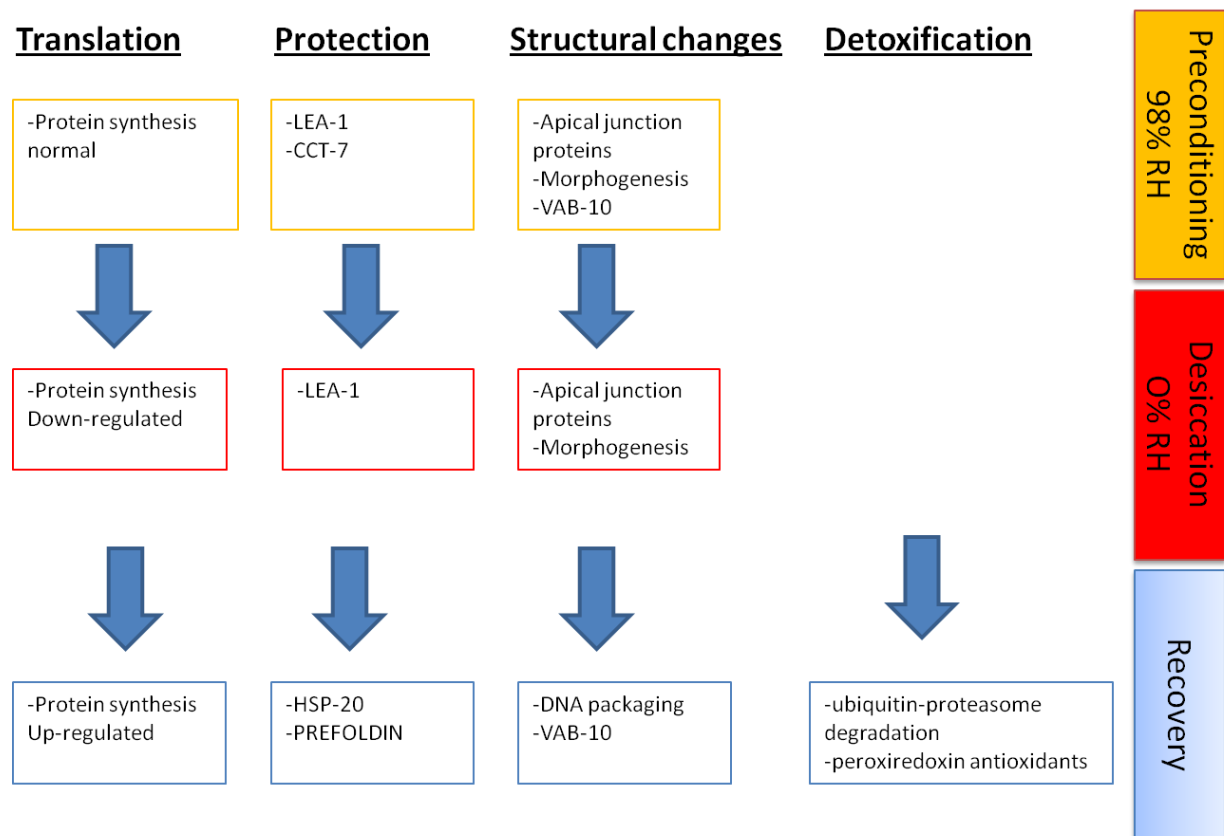 Translation
Protection
Structural changes
Detoxification
Preconditioning
98% RH
-Protein synthesis
normal
-LEA-1
-CCT-7
-Apical junction
proteins
-Morphogenesis
-VAB-10
Desiccation
0% RH
-Protein synthesis
Down-regulated
-LEA-1
-Apical junction
proteins
-Morphogenesis
Recovery
-Protein synthesis
Up-regulated
-HSP-20
-PREFOLDIN
-DNA packaging
-VAB-10
-ubiquitin-proteasome
degradation
-peroxiredoxin antioxidants